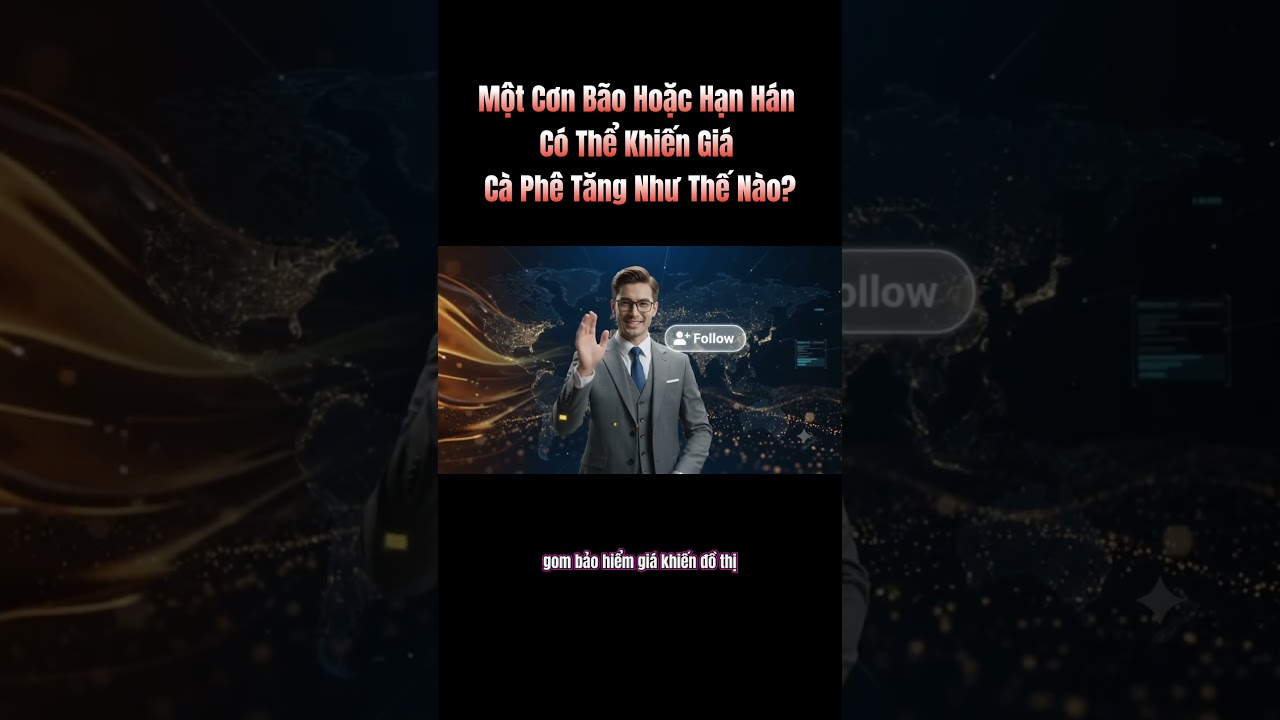 Một Cơn Bão Hoặc Hạn Hán
Có Thể Khiến Giá
Cà Phê Tăng Như Thế Nào?
Follow
ollow
gom bảo hiểm giá khiến đồ thị